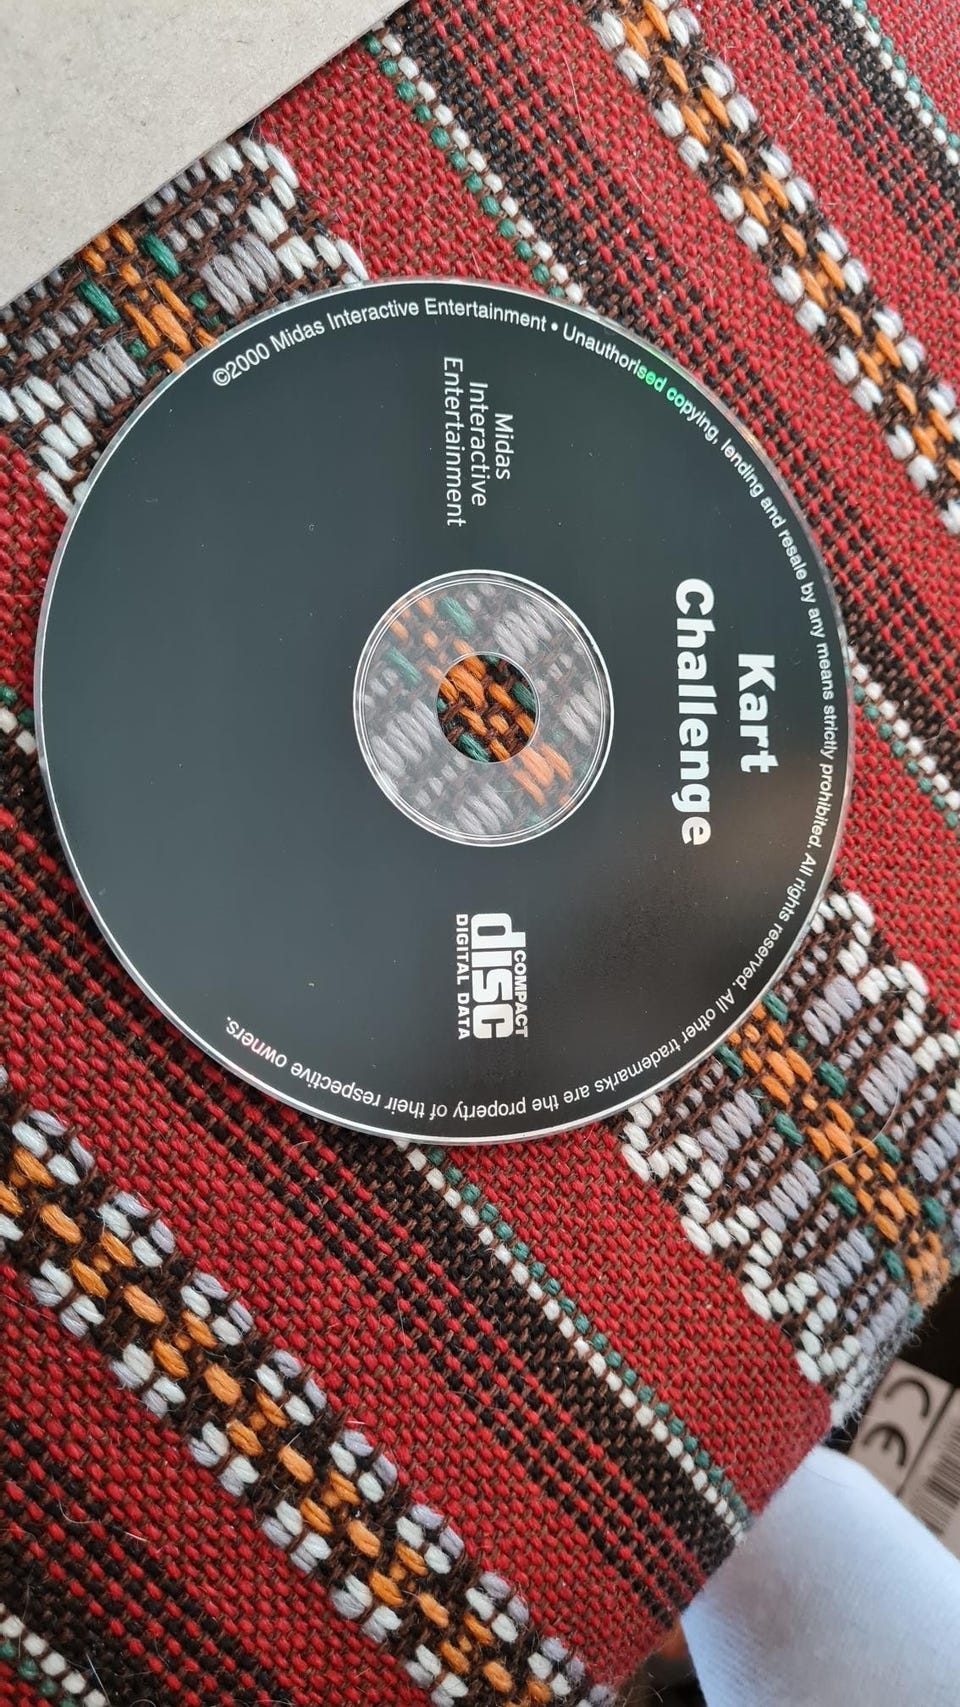 ©2000 Midas Interactive Entertainment • Unauthorised copying, lending and resale by any means strictly prohibited. All rights reserved. All other trademarks are the property of their respective owners.
Kart
Challenge
Midas
Interactive
Entertainment
COMPACT
disc
DIGITAL DATA
CE